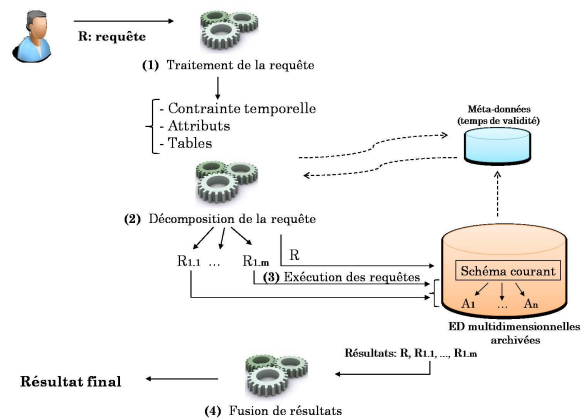 R: requête
(1) Traitement de la requête
- Contrainte temporelle
- Attributs
- Tables
Méta-données
(temps de validité)
(2) Décomposition de la requête
R1.1 ... R1.m
R
(3) Exécution des requêtes
Schéma courant
A1 ... An
ED multidimensionnelles
archivées
Résultats: R, R1.1, ..., R1.m
Résultat final
(4) Fusion de résultats